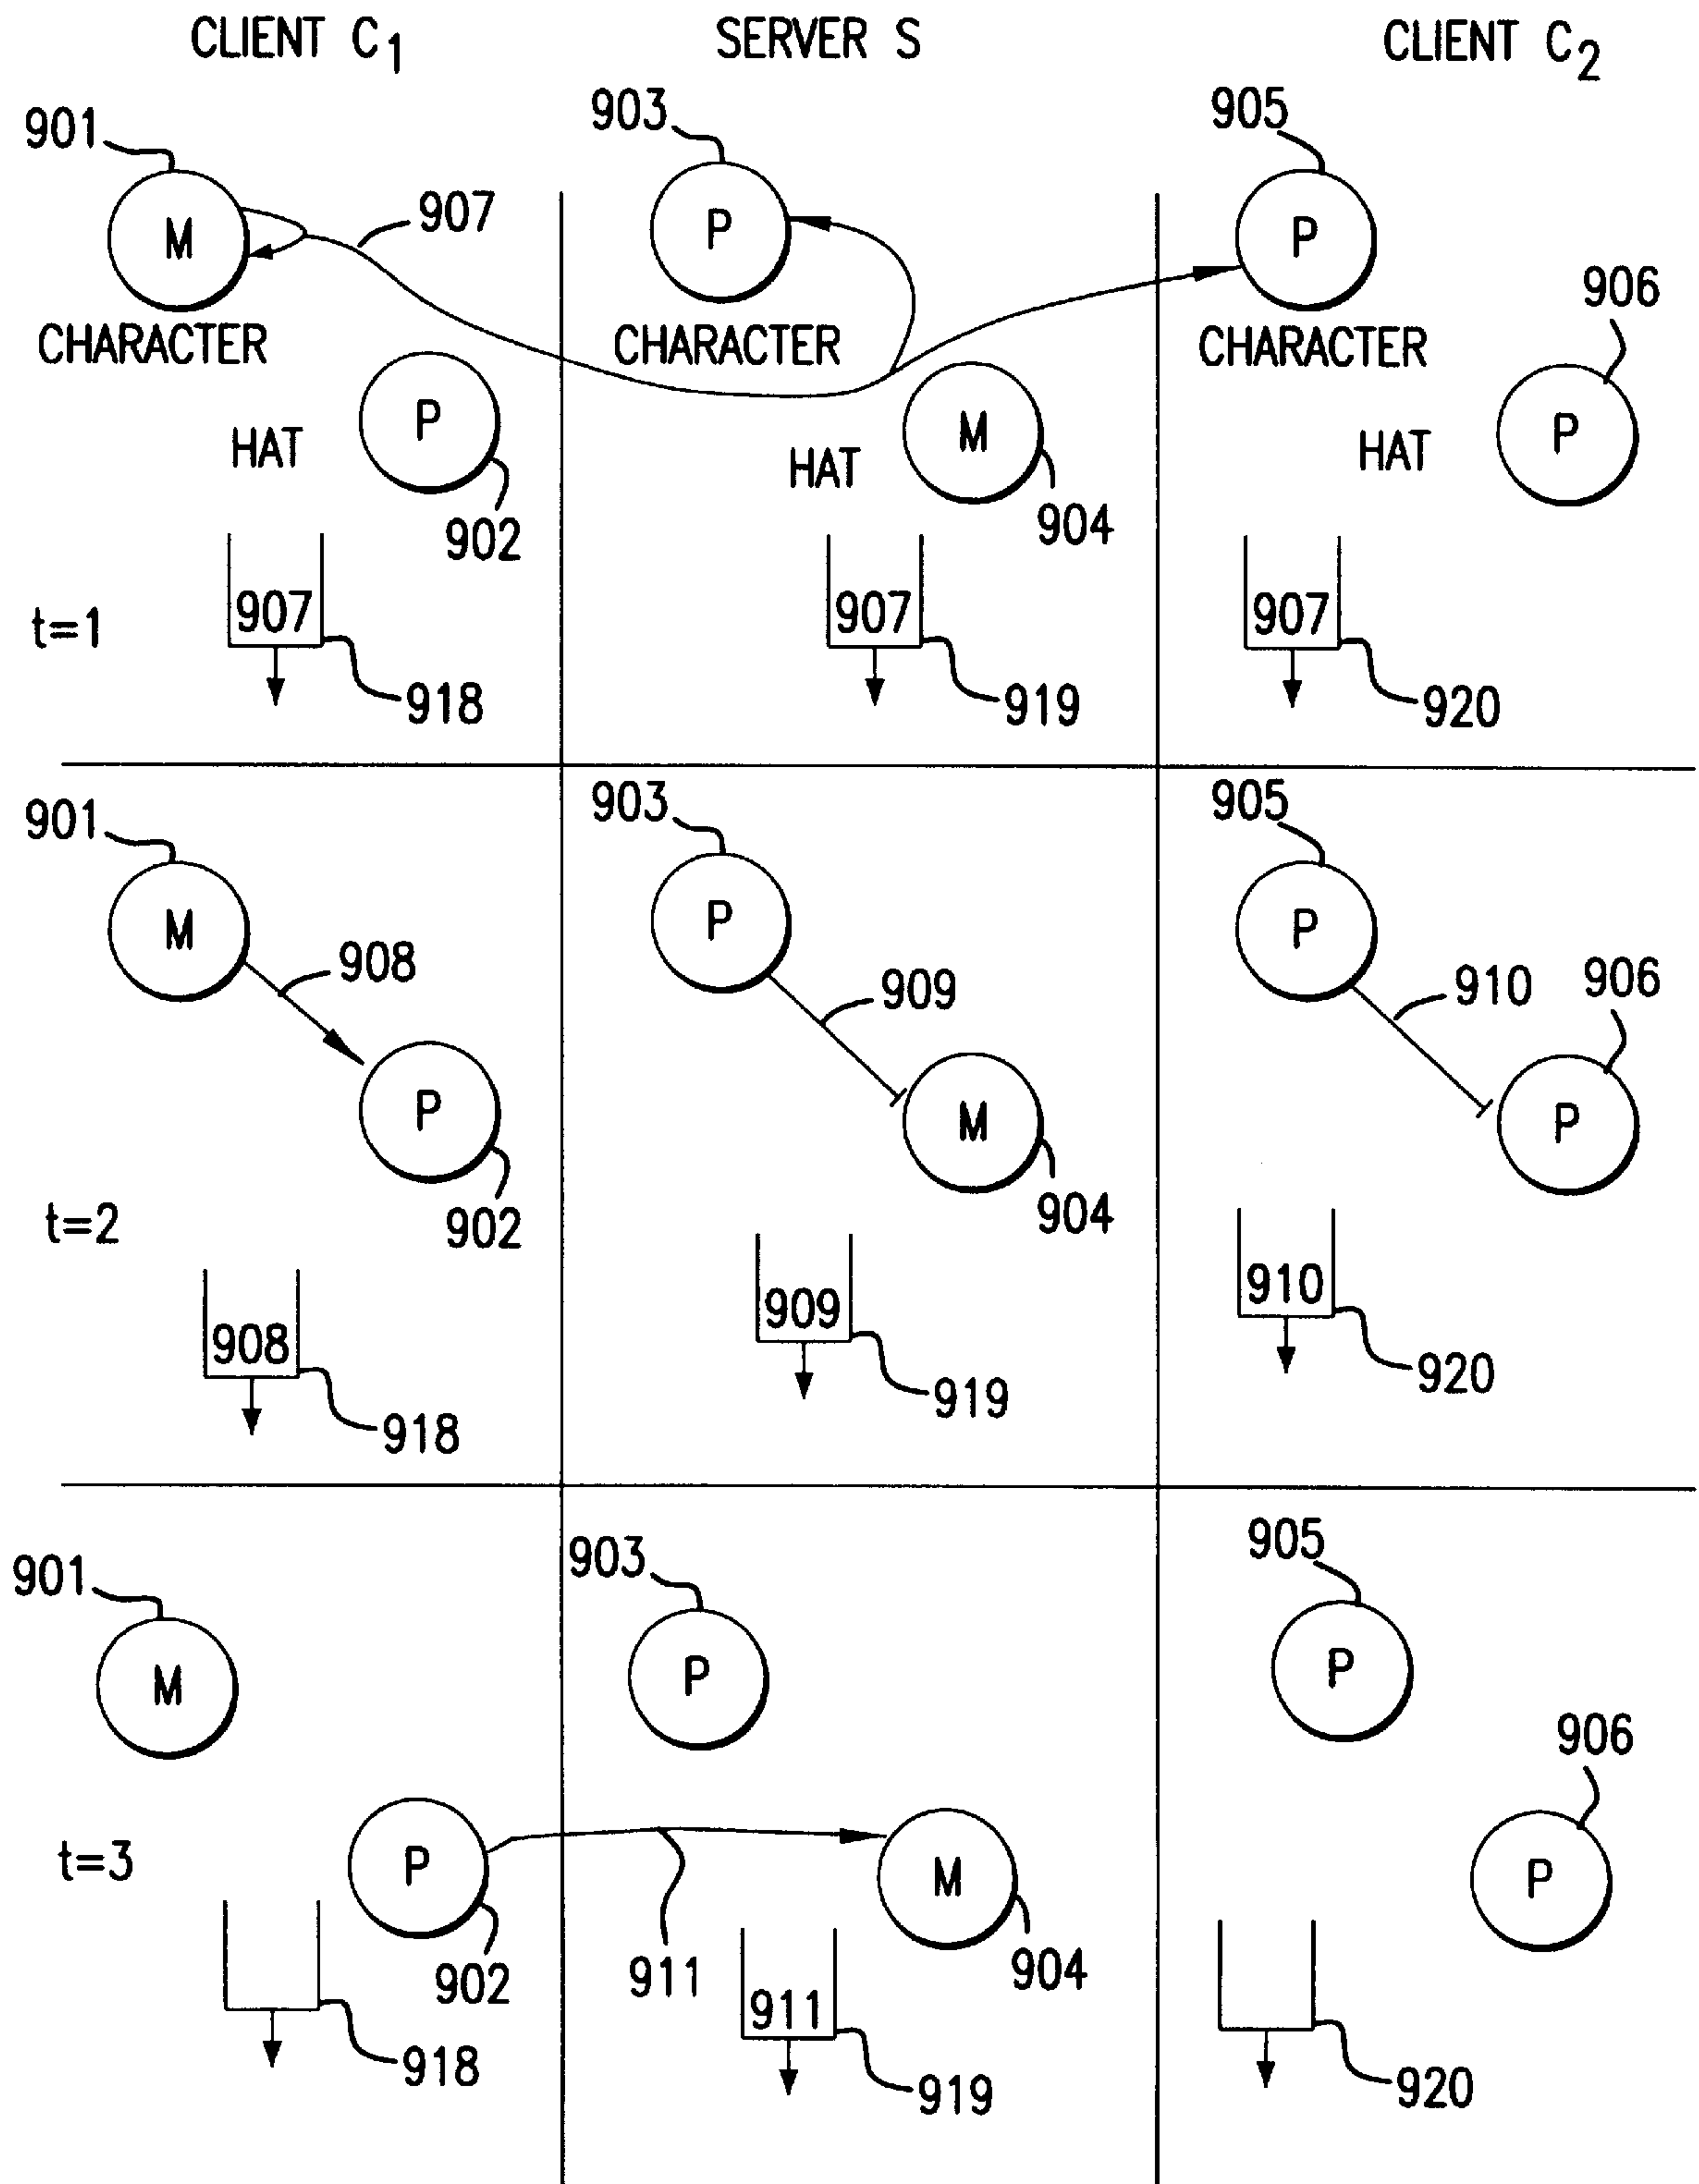 CLIENT C1
SERVER S
CLIENT C2
901
903
905
M
907
P
P
906
CHARACTER
CHARACTER
CHARACTER
P
M
P
HAT
HAT
HAT
902
904
t=1
907
907
907
918
919
920
901
903
905
M
P
P
908
909
910
906
P
M
P
902
904
t=2
908
909
910
918
919
920
901
903
905
M
P
P
906
t=3
P
M
P
902
911
904
911
918
919
920